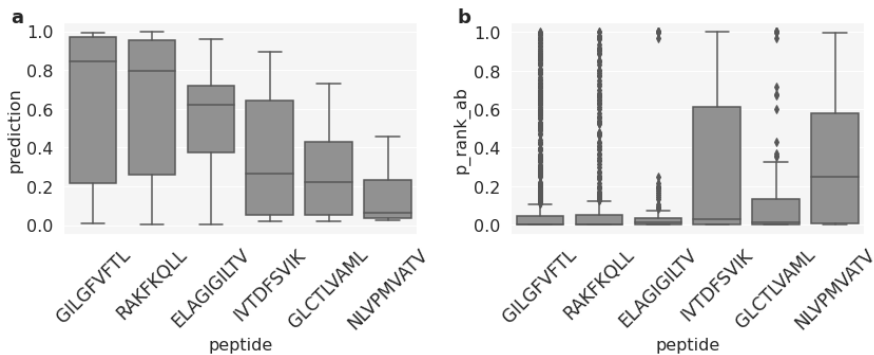 a
1.0
0.8
0.6
0.4
0.2
0.0
prediction
GILGFVFTL
RAKFKQLL
ELAGIGILTV
IVTDFSVIK
GLCTLVAML
NLVPMVATV
peptide
b
1.0
0.8
0.6
0.4
0.2
0.0
p_rank_ab
GILGFVFTL
RAKFKQLL
ELAGIGILTV
IVTDFSVIK
GLCTLVAML
NLVPMVATV
peptide